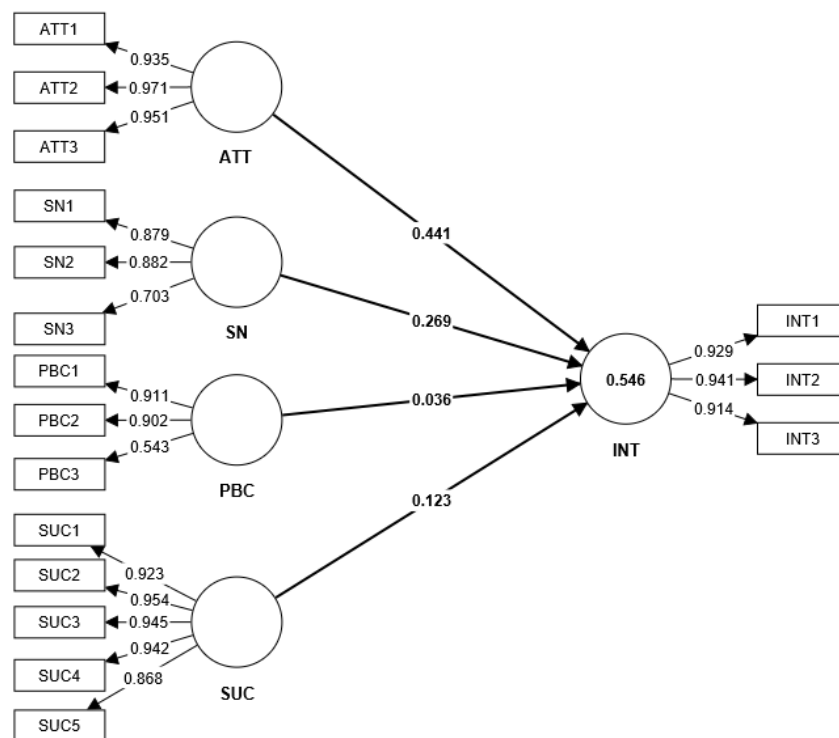 ATT1
0.935
ATT2
0.971
ATT3
0.951
ATT
SN1
0.879
SN2
0.882
SN3
0.703
SN
PBC1
0.911
PBC2
0.902
PBC3
0.543
PBC
SUC1
0.923
SUC2
0.954
SUC3
0.945
SUC4
0.942
SUC5
0.868
SUC
0.441
0.269
0.036
0.123
0.546
INT
0.929
INT1
0.941
INT2
0.914
INT3